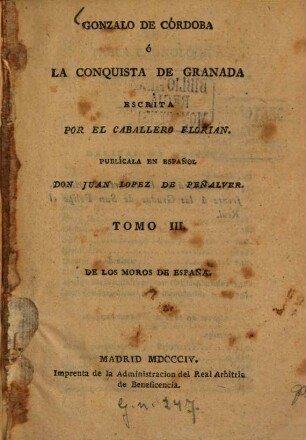 GONZALO DE CÓRDOBA
Ó
LA CONQUISTA DE GRANADA
ESCRITA
POR EL CABALLERO FLORIAN.
PUBLÍCALA EN ESPAÑOL
DON JUAN LOPEZ DE PEÑALVER.
TOMO III.
DE LOS MOROS DE ESPAÑA.
MADRID MDCCCIV.
Imprenta de la Administracion del Real Arbitrio
de Beneficencia.
g. n. 247.